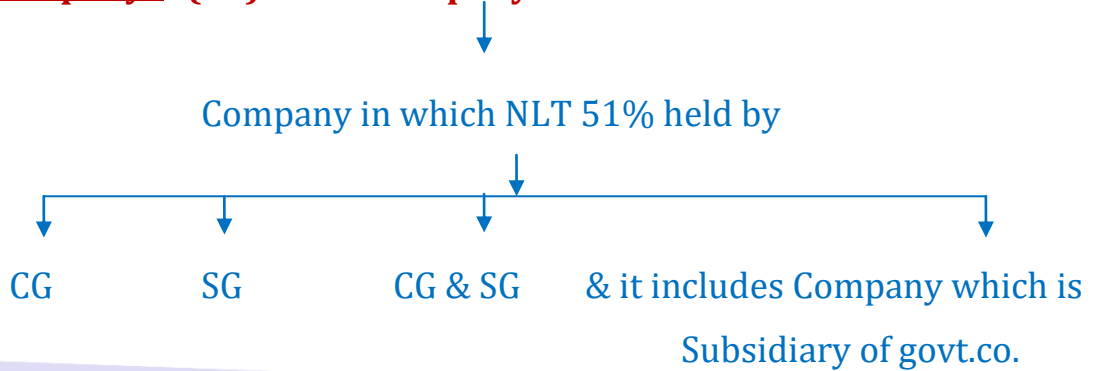 Company in which NLT 51% held by
CG SG CG & SG & it includes Company which is
Subsidiary of govt.co.